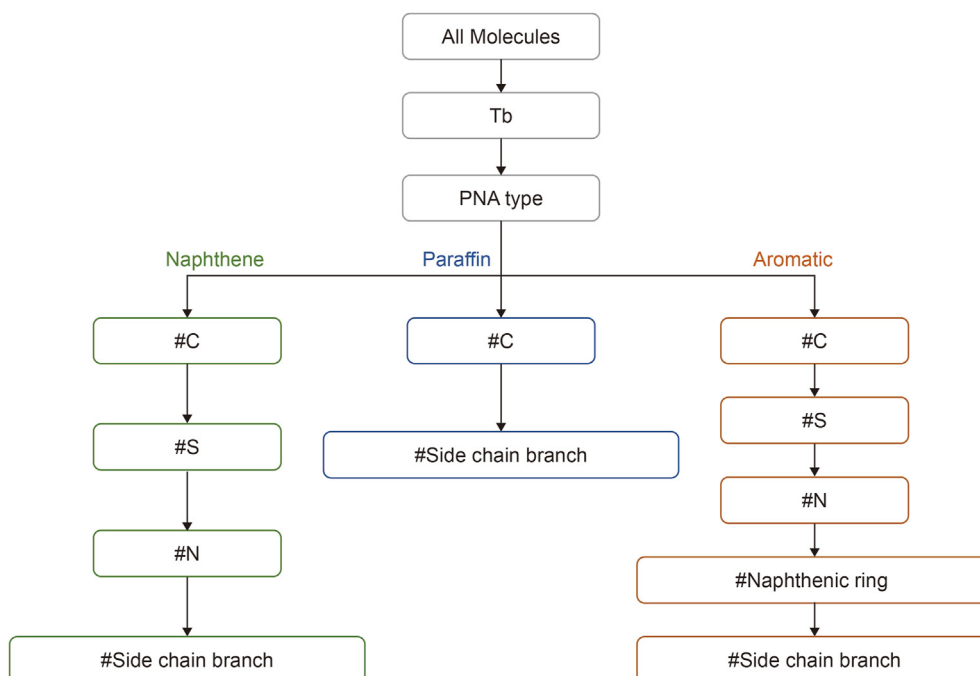 All Molecules
Tb
PNA type
Naphthene
Paraffin
Aromatic
#C
#C
#C
#S
#S
#Side chain branch
#N
#N
#Naphthenic ring
#Side chain branch
#Side chain branch